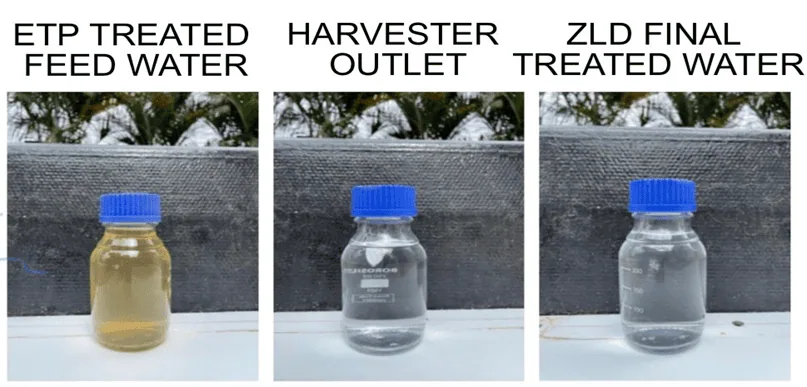 ETP TREATED
FEED WATER
HARVESTER
OUTLET
ZLD FINAL
TREATED WATER